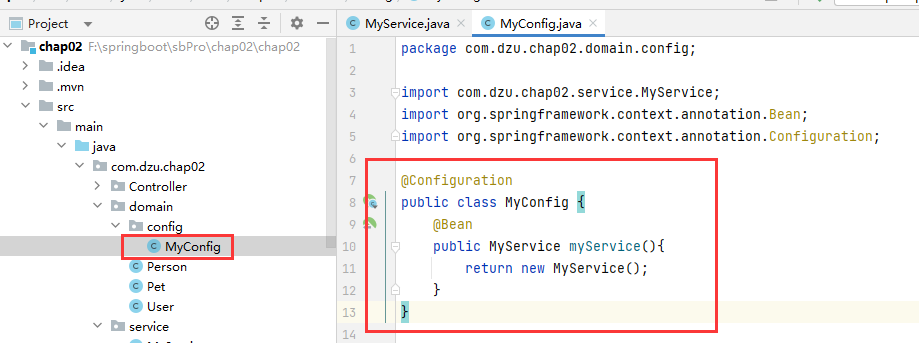 Project
chap02 F:\springboot\sbPro\chap02\chap02
.idea
.mvn
src
main
java
com.dzu.chap02
Controller
domain
config
MyConfig
Person
Pet
User
service
MyService.java
MyConfig.java
1 package com.dzu.chap02.domain.config;
2
3 import com.dzu.chap02.service.MyService;
4 import org.springframework.context.annotation.Bean;
5 import org.springframework.context.annotation.Configuration;
6
7 @Configuration
8 public class MyConfig {
9 @Bean
10 public MyService myService(){
11 return new MyService();
12 }
13 }
14